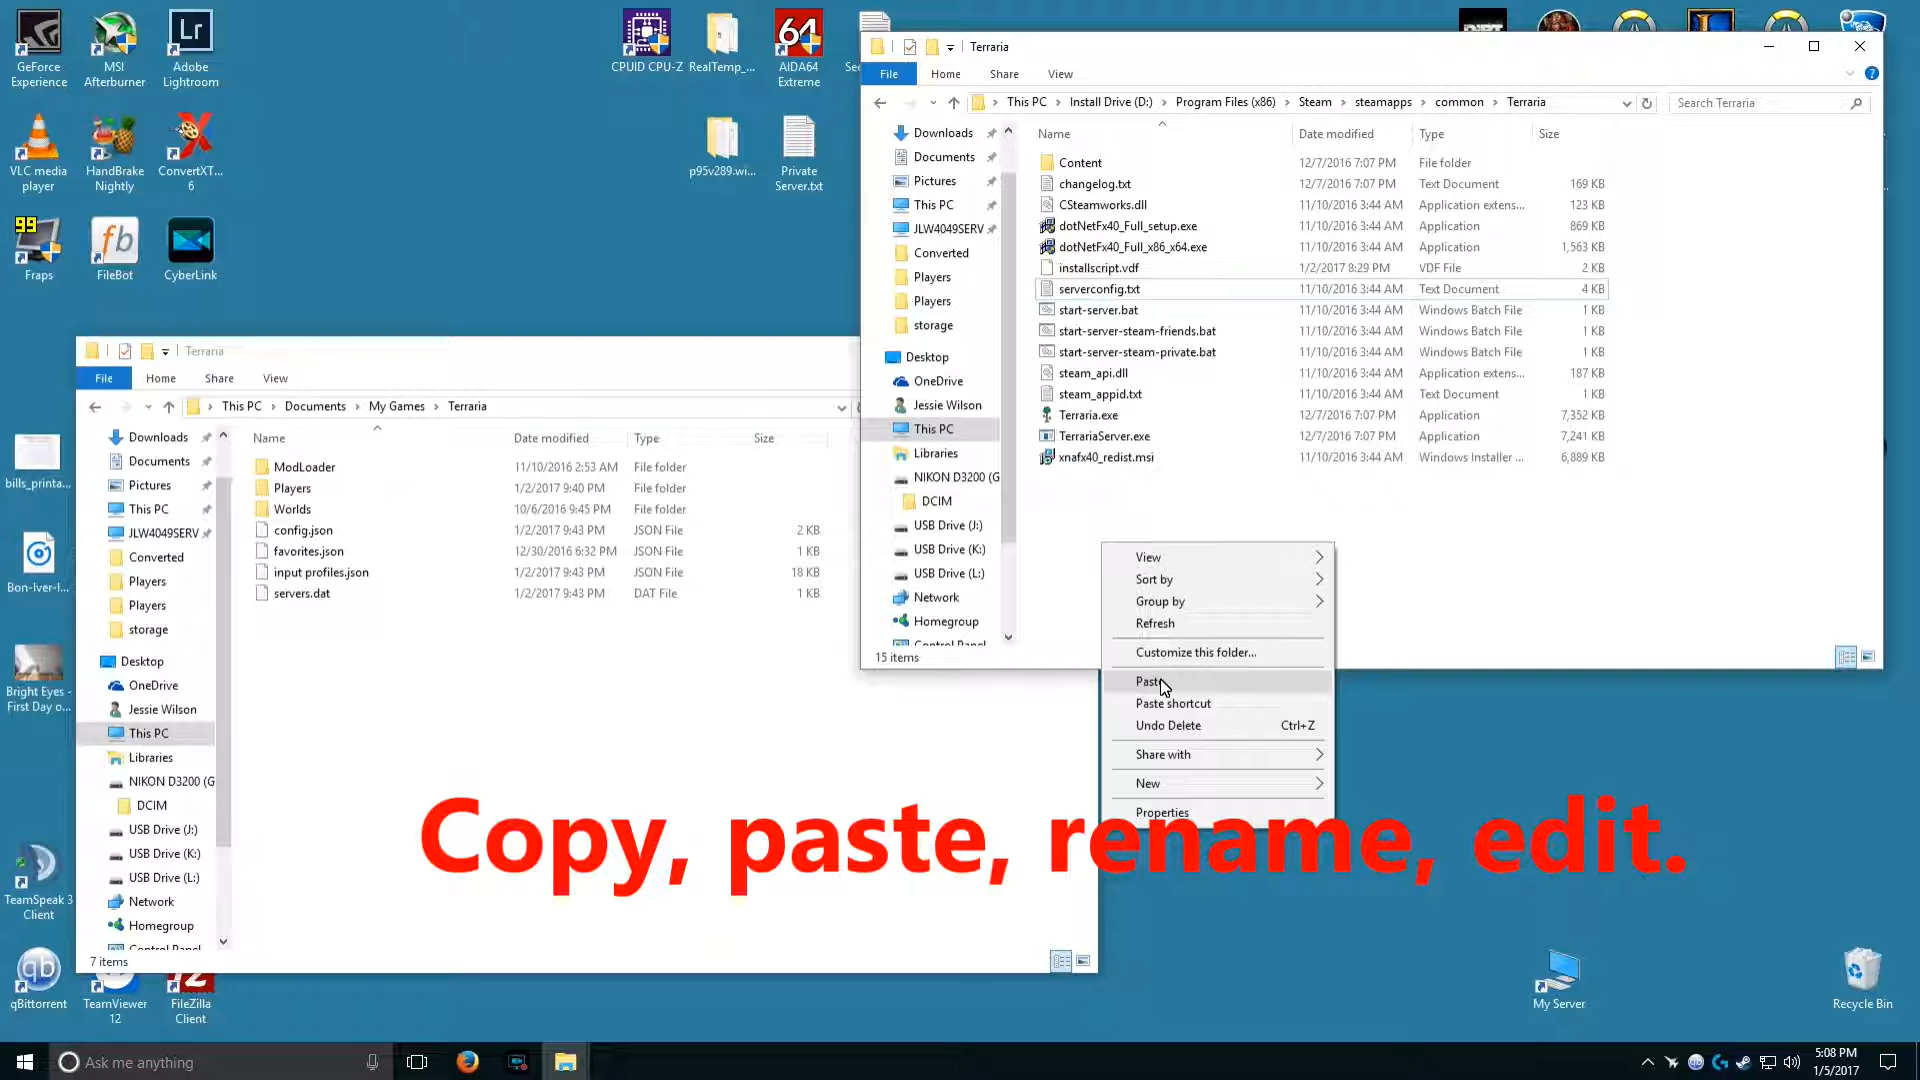 GeForce Experience
MSI Afterburner
Lr
Adobe Lightroom
CPUID CPU-Z
RealTemp_...
64
AIDA64 Extreme
VLC media player
HandBrake Nightly
ConvertXT... 6
p95v289.wi...
Private Server.txt
99
Fraps
fb
FileBot
CyberLink
bills_printa...
Bon-Iver-I...
Bright Eyes - First Day o...
TeamSpeak 3 Client
qb
qBittorrent
TeamViewer 12
FileZilla Client
My Server
Recycle Bin
Terraria
File Home Share View
This PC > Install Drive (D:) > Program Files (x86) > Steam > steamapps > common > Terraria
Search Terraria
Downloads
Documents
Pictures
This PC
JLW4049SERV
Converted
Players
Players
storage
Desktop
OneDrive
Jessie Wilson
This PC
Libraries
NIKON D3200 (G
DCIM
USB Drive (J:)
USB Drive (K:)
USB Drive (L:)
Network
Homegroup
Control Panel
Name Date modified Type Size
Content 12/7/2016 7:07 PM File folder
changelog.txt 12/7/2016 7:07 PM Text Document 169 KB
CSteamworks.dll 11/10/2016 3:44 AM Application extens... 123 KB
dotNetFx40_Full_setup.exe 11/10/2016 3:44 AM Application 869 KB
dotNetFx40_Full_x86_x64.exe 11/10/2016 3:44 AM Application 1,563 KB
installscript.vdf 1/2/2017 8:29 PM VDF File 2 KB
serverconfig.txt 11/10/2016 3:44 AM Text Document 4 KB
start-server.bat 11/10/2016 3:44 AM Windows Batch File 1 KB
start-server-steam-friends.bat 11/10/2016 3:44 AM Windows Batch File 1 KB
start-server-steam-private.bat 11/10/2016 3:44 AM Windows Batch File 1 KB
steam_api.dll 11/10/2016 3:44 AM Application extens... 187 KB
steam_appid.txt 11/10/2016 3:44 AM Text Document 1 KB
Terraria.exe 12/7/2016 7:07 PM Application 7,352 KB
TerrariaServer.exe 12/7/2016 7:07 PM Application 7,241 KB
xnafx40_redist.msi 11/10/2016 3:44 AM Windows Installer ... 6,889 KB
15 items
Terraria
File Home Share View
This PC > Documents > My Games > Terraria
Downloads
Documents
Pictures
This PC
JLW4049SERV
Converted
Players
Players
storage
Desktop
OneDrive
Jessie Wilson
This PC
Libraries
NIKON D3200 (G
DCIM
USB Drive (J:)
USB Drive (K:)
USB Drive (L:)
Network
Homegroup
Control Panel
Name Date modified Type Size
ModLoader 11/10/2016 2:53 AM File folder
Players 1/2/2017 9:40 PM File folder
Worlds 10/6/2016 9:45 PM File folder
config.json 1/2/2017 9:43 PM JSON File 2 KB
favorites.json 12/30/2016 6:32 PM JSON File 1 KB
input profiles.json 1/2/2017 9:43 PM JSON File 18 KB
servers.dat 1/2/2017 9:43 PM DAT File 1 KB
7 items
View
Sort by
Group by
Refresh
Customize this folder...
Paste
Paste shortcut
Undo Delete Ctrl+Z
Share with
New
Properties
Copy, paste, rename, edit.
Ask me anything
5:08 PM
1/5/2017